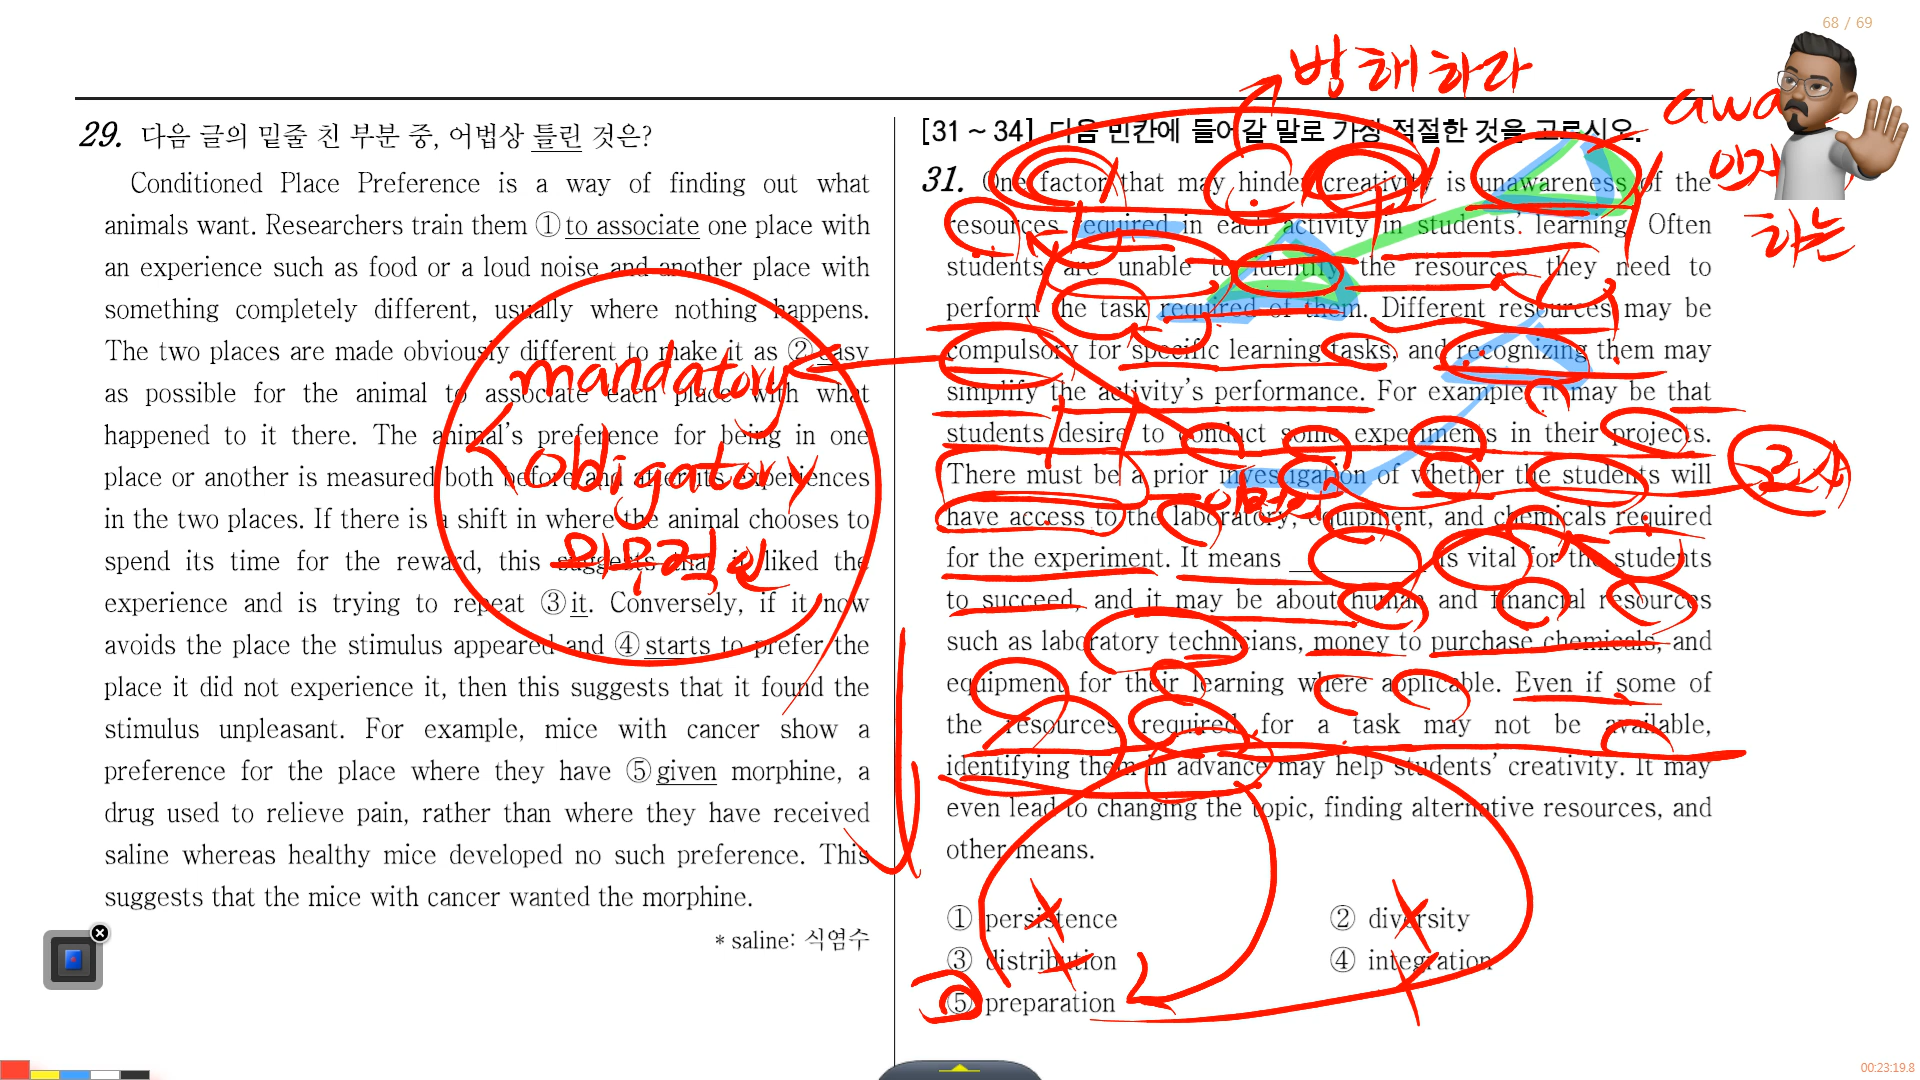 68 / 69
29. 다음 글의 밑줄 친 부분 중, 어법상 틀린 것은?
Conditioned Place Preference is a way of finding out what
animals want. Researchers train them ① to associate one place with
an experience such as food or a loud noise and another place with
something completely different, usually where nothing happens.
The two places are made obviously different to make it as ② easy
as possible for the animal to associate each place with what
happened to it there. The animal's preference for being in one
place or another is measured both before and after its experiences
in the two places. If there is a shift in where the animal chooses to
spend its time for the reward, this suggests that it liked the
experience and is trying to repeat ③ it. Conversely, if it now
avoids the place the stimulus appeared and ④ starts to prefer the
place it did not experience it, then this suggests that it found the
stimulus unpleasant. For example, mice with cancer show a
preference for the place where they have ⑤ given morphine, a
drug used to relieve pain, rather than where they have received
saline whereas healthy mice developed no such preference. This
suggests that the mice with cancer wanted the morphine.
* saline: 식염수
mandatory
obligatory
의무적인
방해하라
[31 ~ 34] 다음 빈칸에 들어갈 말로 가장 적절한 것을 고르시오.
31. One factor that may hinder creativity is unawareness of the
resources required in each activity in students' learning. Often
students are unable to identify the resources they need to
perform the task required of them. Different resources may be
compulsory for specific learning tasks, and recognizing them may
simplify the activity's performance. For example, it may be that
students desire to conduct some experiments in their projects.
There must be a prior investigation of whether the students will
have access to the laboratory, equipment, and chemicals required
for the experiment. It means ____________ is vital for the students
to succeed, and it may be about human and financial resources
such as laboratory technicians, money to purchase chemicals, and
equipment for their learning where applicable. Even if some of
the resources required for a task may not be available,
identifying them in advance may help students' creativity. It may
even lead to changing the topic, finding alternative resources, and
other means.
① persistence ② diversity
③ distribution ④ integration
⑤ preparation
awa
하는
00:23:19.8